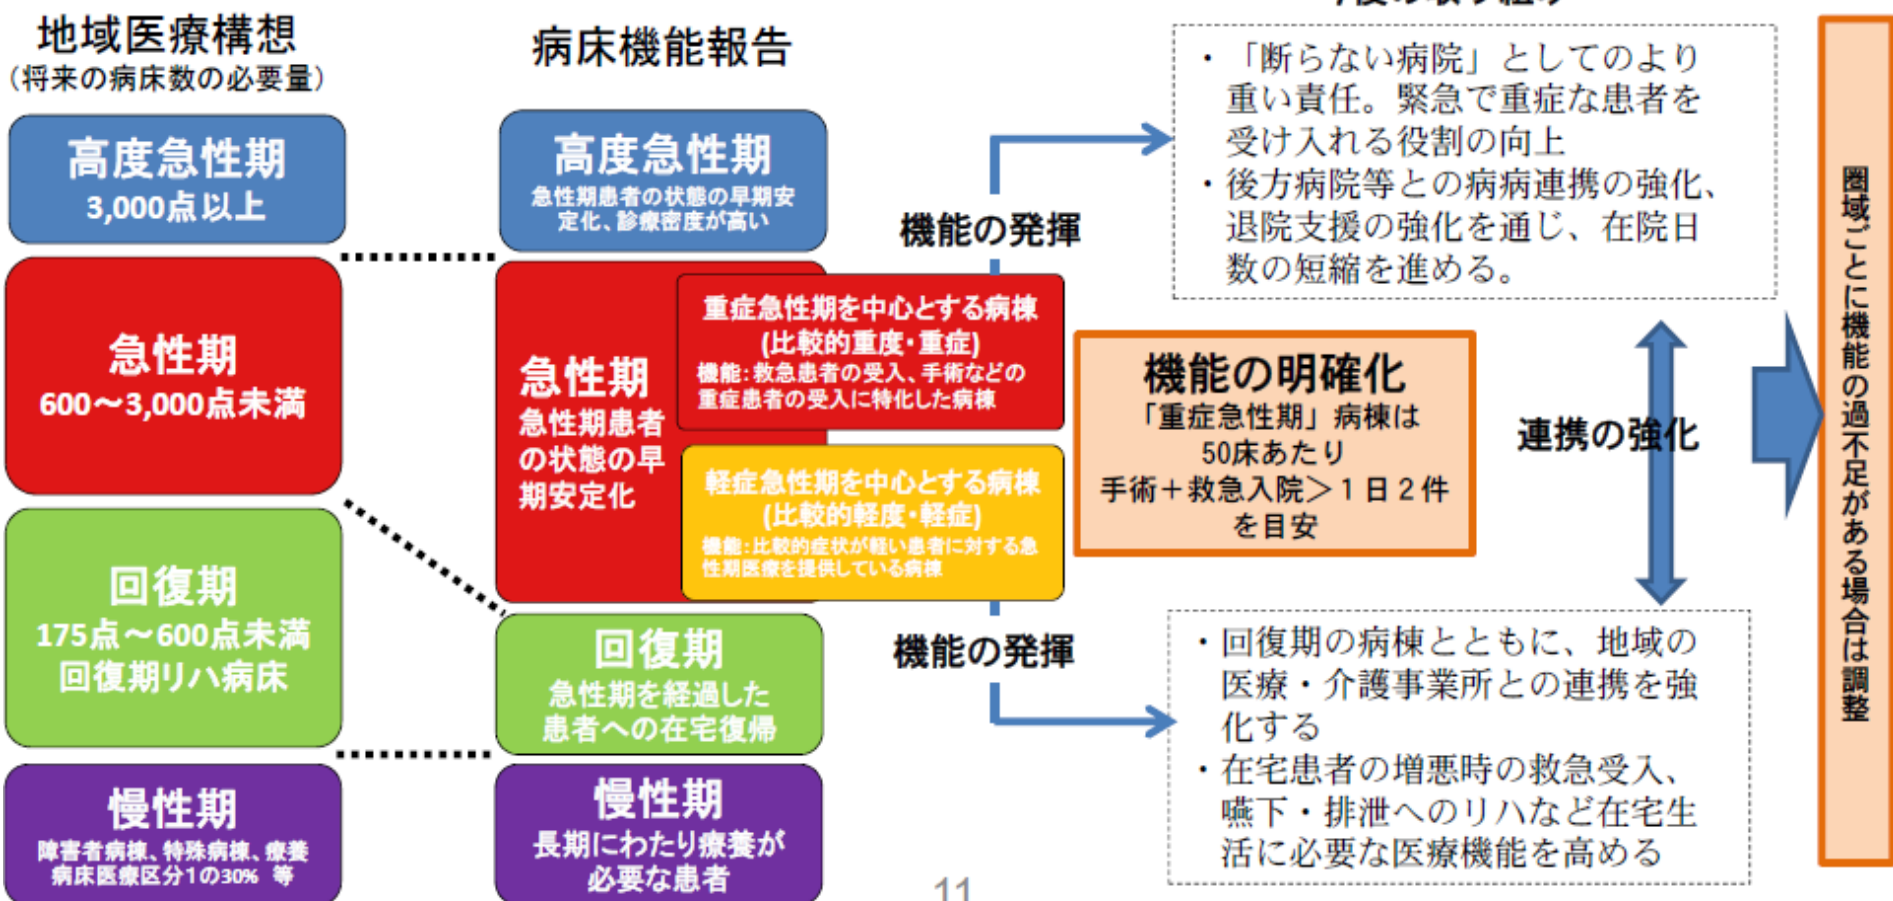 地域医療構想
（将来の病床数の必要量）
高度急性期
3,000点以上
急性期
600～3,000点未満
回復期
175点～600点未満
回復期リハ病床
慢性期
障害者病棟、特殊病棟、療養
病床医療区分1の30% 等
病床機能報告
高度急性期
急性期患者の状態の早期安
定化、診療密度が高い
急性期
急性期患者
の状態の早
期安定化
重症急性期を中心とする病棟
(比較的重度・重症)
機能：救急患者の受入、手術などの
重症患者の受入に特化した病棟
軽症急性期を中心とする病棟
(比較的軽度・軽症)
機能：比較的症状が軽い患者に対する急
性期医療を提供している病棟
回復期
急性期を経過した
患者への在宅復帰
慢性期
長期にわたり療養が
必要な患者
機能の発揮
機能の発揮
・「断らない病院」としてのより
重い責任。緊急で重症な患者を
受け入れる役割の向上
・後方病院等との病病連携の強化、
退院支援の強化を通じ、在院日
数の短縮を進める。
機能の明確化
「重症急性期」病棟は
50床あたり
手術＋救急入院＞１日２件
を目安
連携の強化
・回復期の病棟とともに、地域の
医療・介護事業所との連携を強
化する
・在宅患者の増悪時の救急受入、
嚥下・排泄へのリハなど在宅生
活に必要な医療機能を高める
圏域ごとに機能の過不足がある場合は調整
11